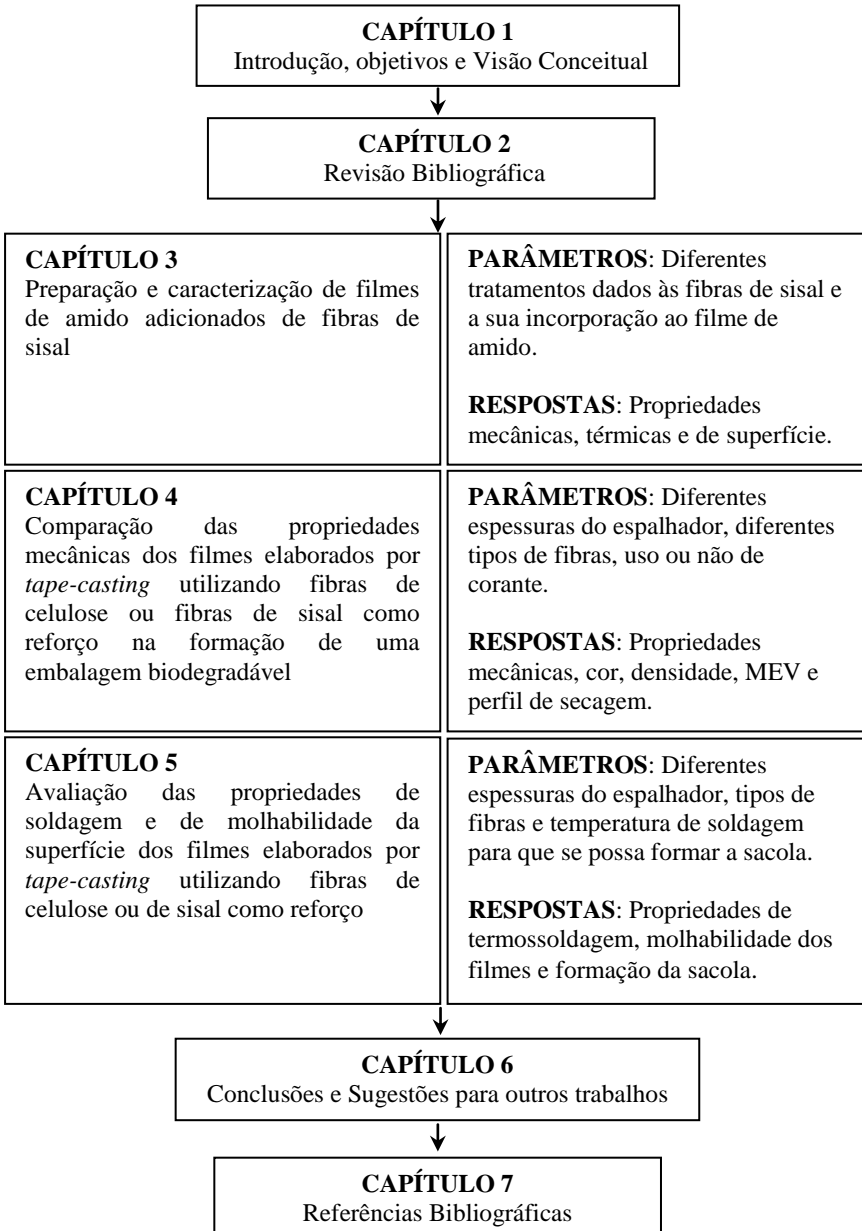 CAPÍTULO 1
Introdução, objetivos e Visão Conceitual
CAPÍTULO 2
Revisão Bibliográfica
CAPÍTULO 3
Preparação e caracterização de filmes
de amido adicionados de fibras de
sisal
PARÂMETROS: Diferentes
tratamentos dados às fibras de sisal e
a sua incorporação ao filme de
amido.
RESPOSTAS: Propriedades
mecânicas, térmicas e de superfície.
CAPÍTULO 4
Comparação das propriedades
mecânicas dos filmes elaborados por
tape-casting utilizando fibras de
celulose ou fibras de sisal como
reforço na formação de uma
embalagem biodegradável
PARÂMETROS: Diferentes
espessuras do espalhador, diferentes
tipos de fibras, uso ou não de
corante.
RESPOSTAS: Propriedades
mecânicas, cor, densidade, MEV e
perfil de secagem.
CAPÍTULO 5
Avaliação das propriedades de
soldagem e de molhabilidade da
superfície dos filmes elaborados por
tape-casting utilizando fibras de
celulose ou de sisal como reforço
PARÂMETROS: Diferentes
espessuras do espalhador, tipos de
fibras e temperatura de soldagem
para que se possa formar a sacola.
RESPOSTAS: Propriedades de
termossoldagem, molhabilidade dos
filmes e formação da sacola.
CAPÍTULO 6
Conclusões e Sugestões para outros trabalhos
CAPÍTULO 7
Referências Bibliográficas